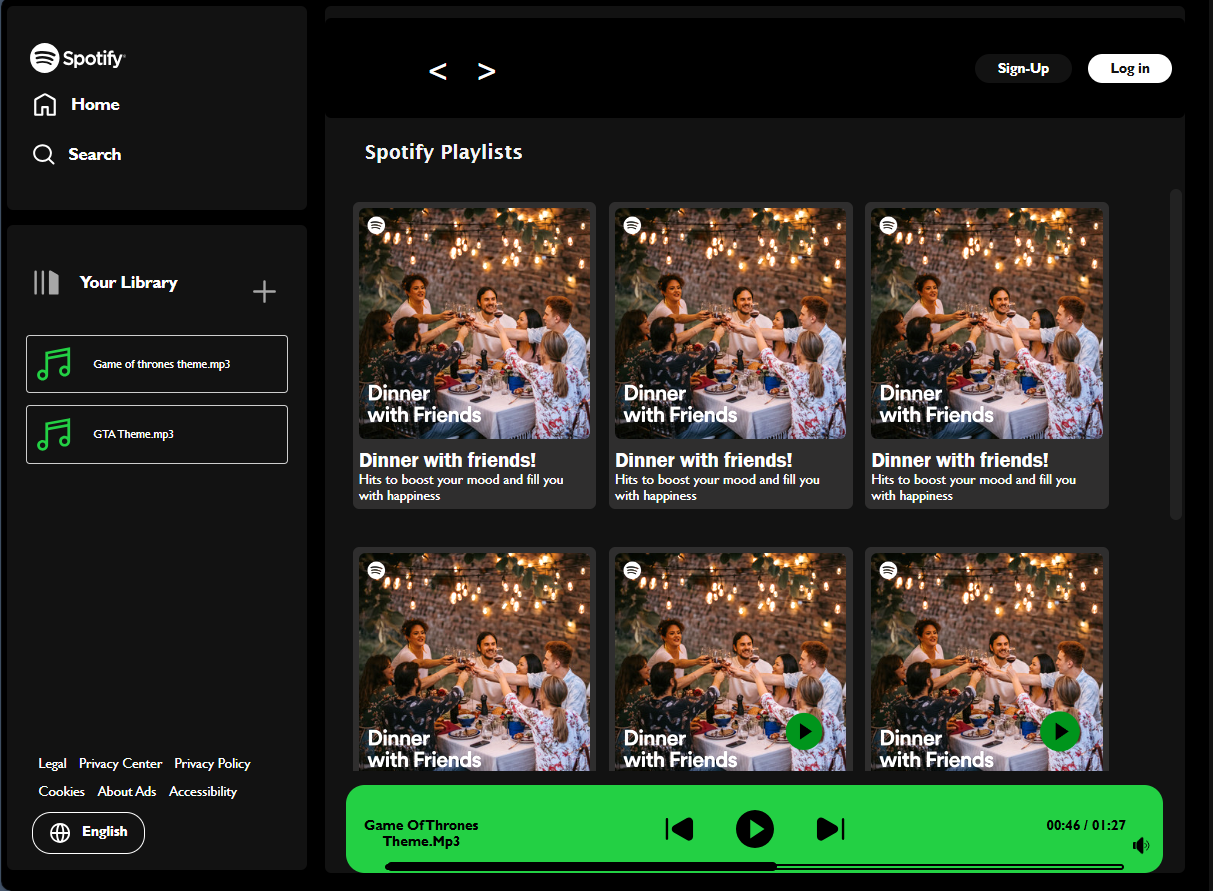 Spotify
Home
Search
Your Library
Game of thrones theme.mp3
GTA Theme.mp3
Legal Privacy Center Privacy Policy
Cookies About Ads Accessibility
English
< >
Sign-Up
Log in
Spotify Playlists
Dinner
with Friends
Dinner with friends!
Hits to boost your mood and fill you
with happiness
Dinner
with Friends
Dinner with friends!
Hits to boost your mood and fill you
with happiness
Dinner
with Friends
Dinner with friends!
Hits to boost your mood and fill you
with happiness
Dinner
with Friends
Dinner
with Friends
Dinner
with Friends
Game Of Thrones
Theme.Mp3
00:46 / 01:27